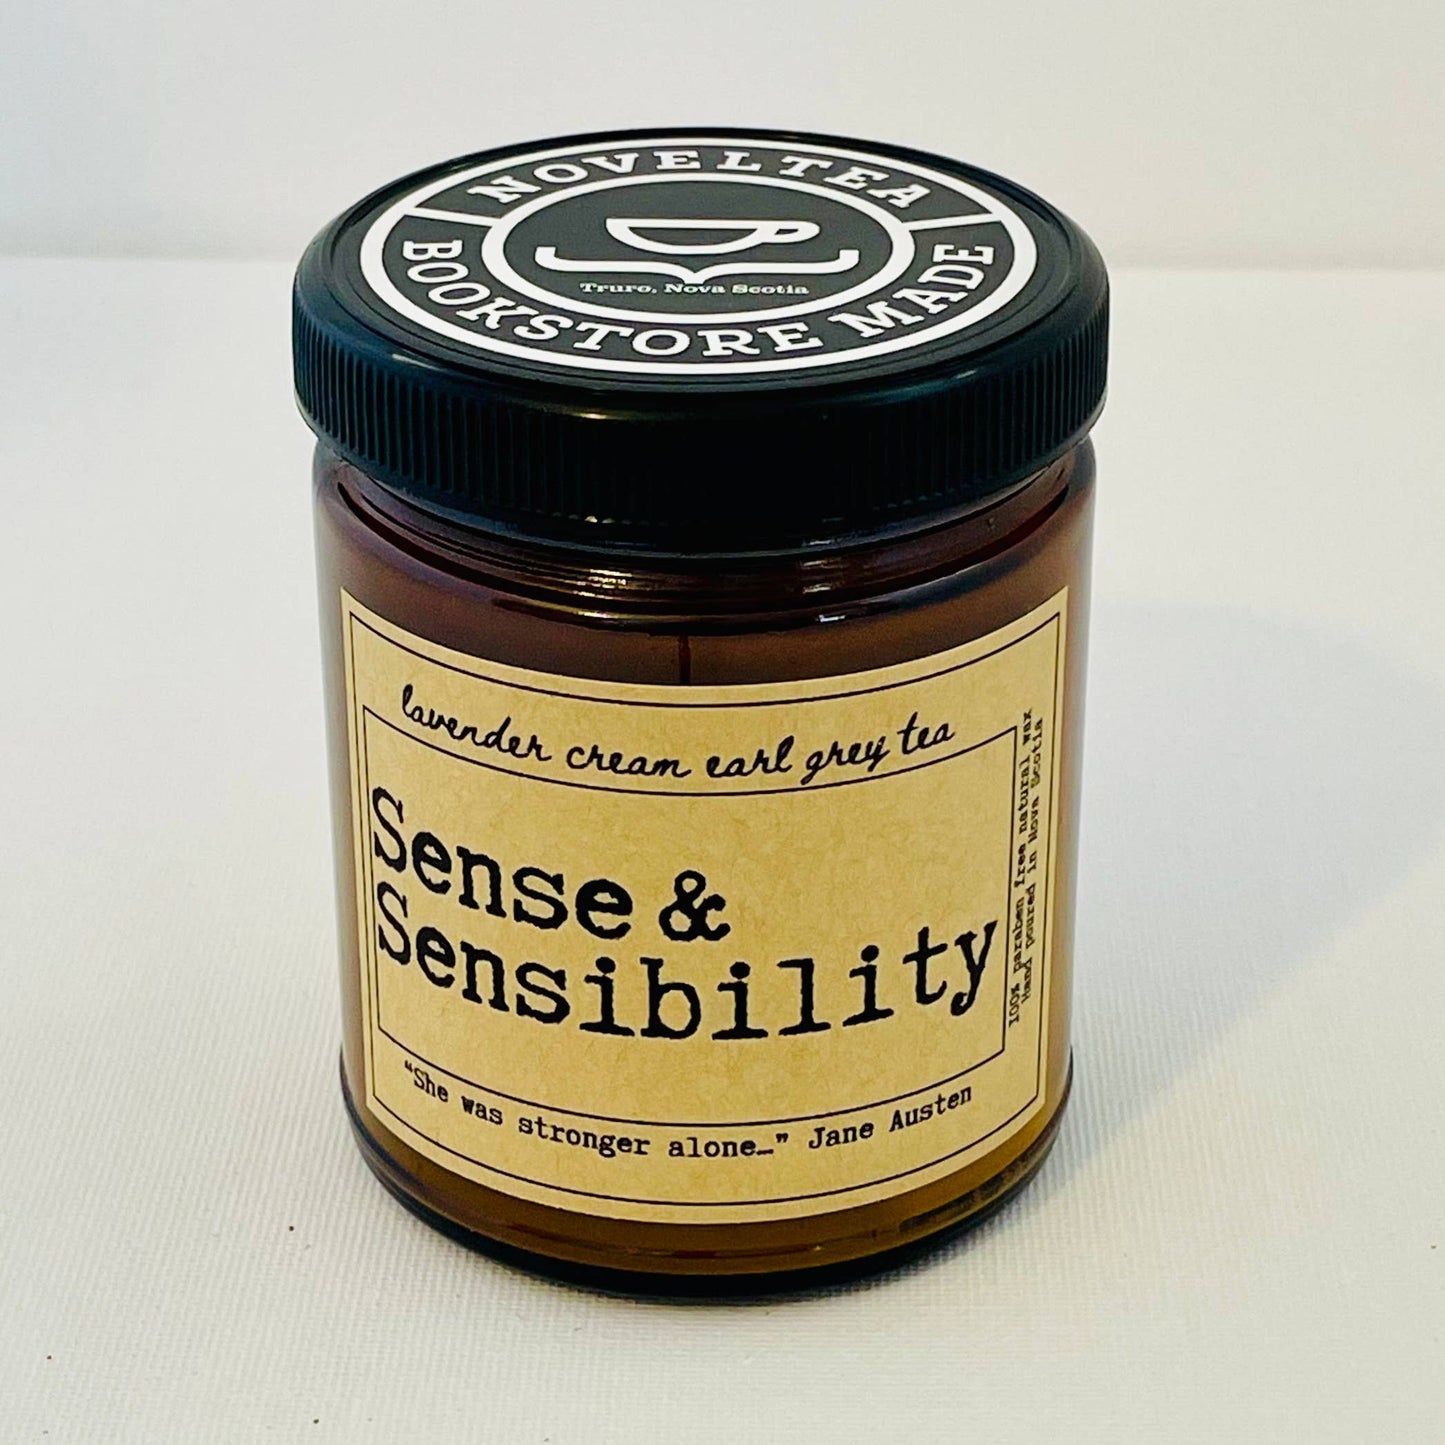 NOVELTEA
Truro, Nova Scotia
BOOKSTORE MADE
lavender cream earl grey tea
Sense &
Sensibility
100% paraben free natural wax
Hand poured in Nova Scotia
“She was stronger alone…” Jane Austen